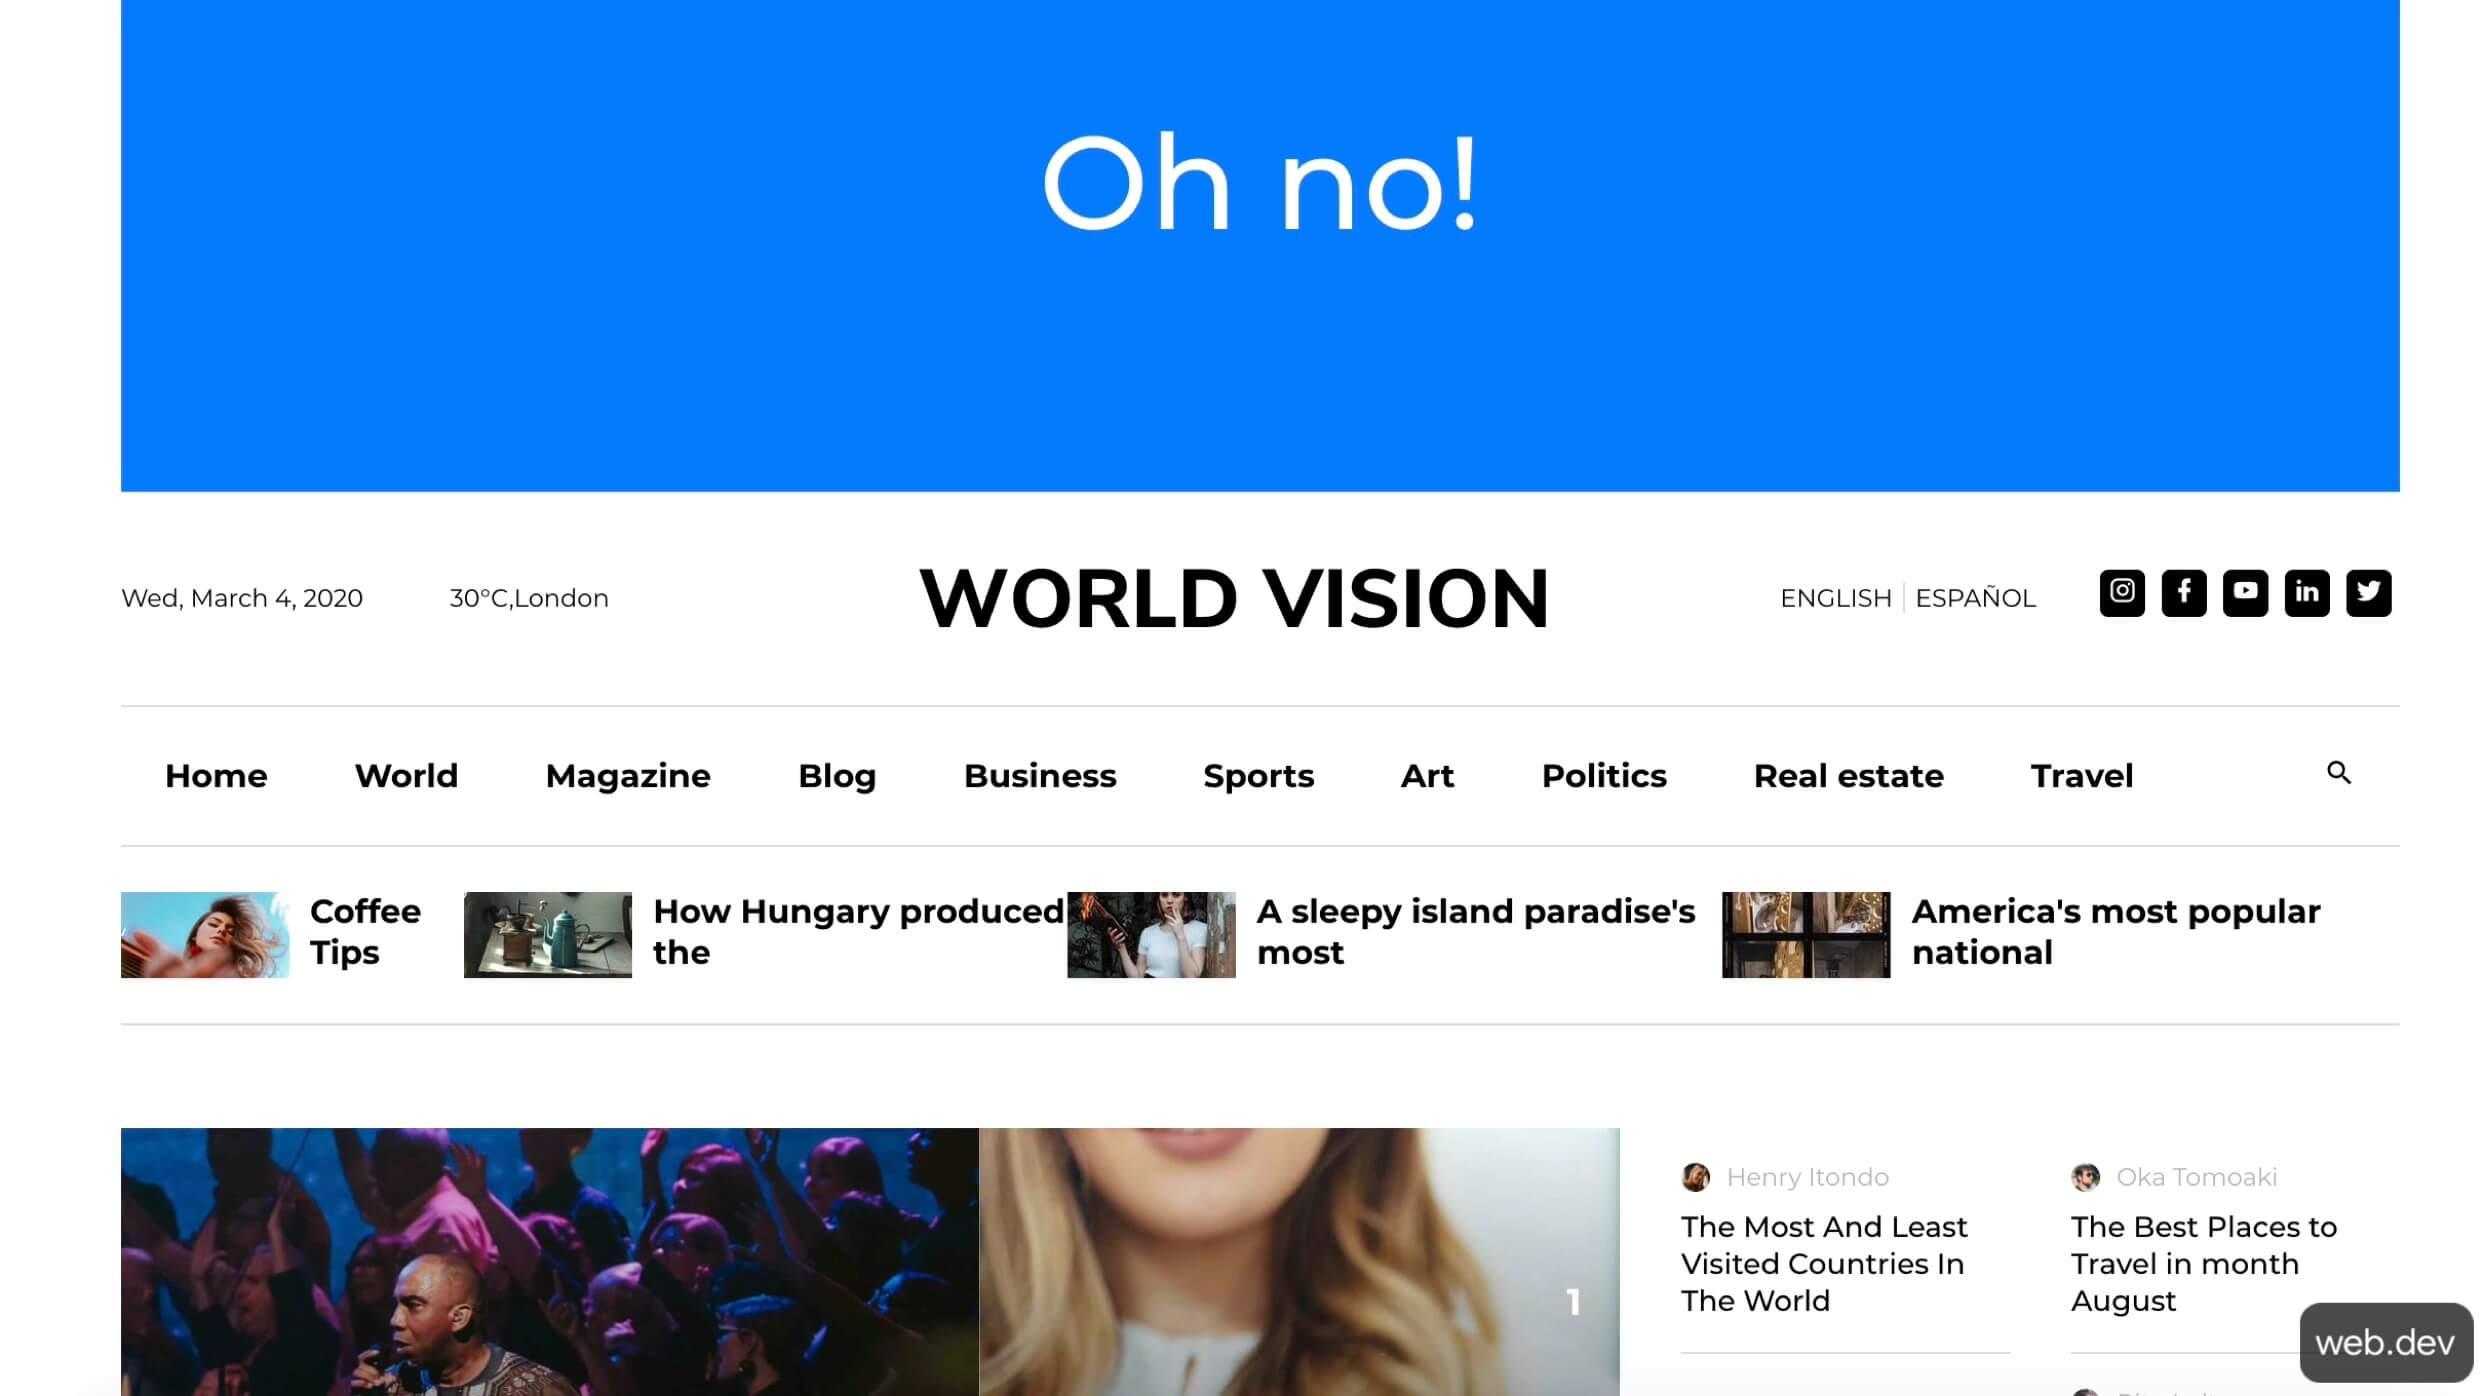 Oh no!
Wed, March 4, 2020 30°C,London WORLD VISION ENGLISH ESPAÑOL
Home World Magazine Blog Business Sports Art Politics Real estate Travel
Coffee
Tips
How Hungary produced
the
A sleepy island paradise's
most
America's most popular
national
1
Henry Itondo
The Most And Least
Visited Countries In
The World
Oka Tomoaki
The Best Places to
Travel in month
August
web.dev